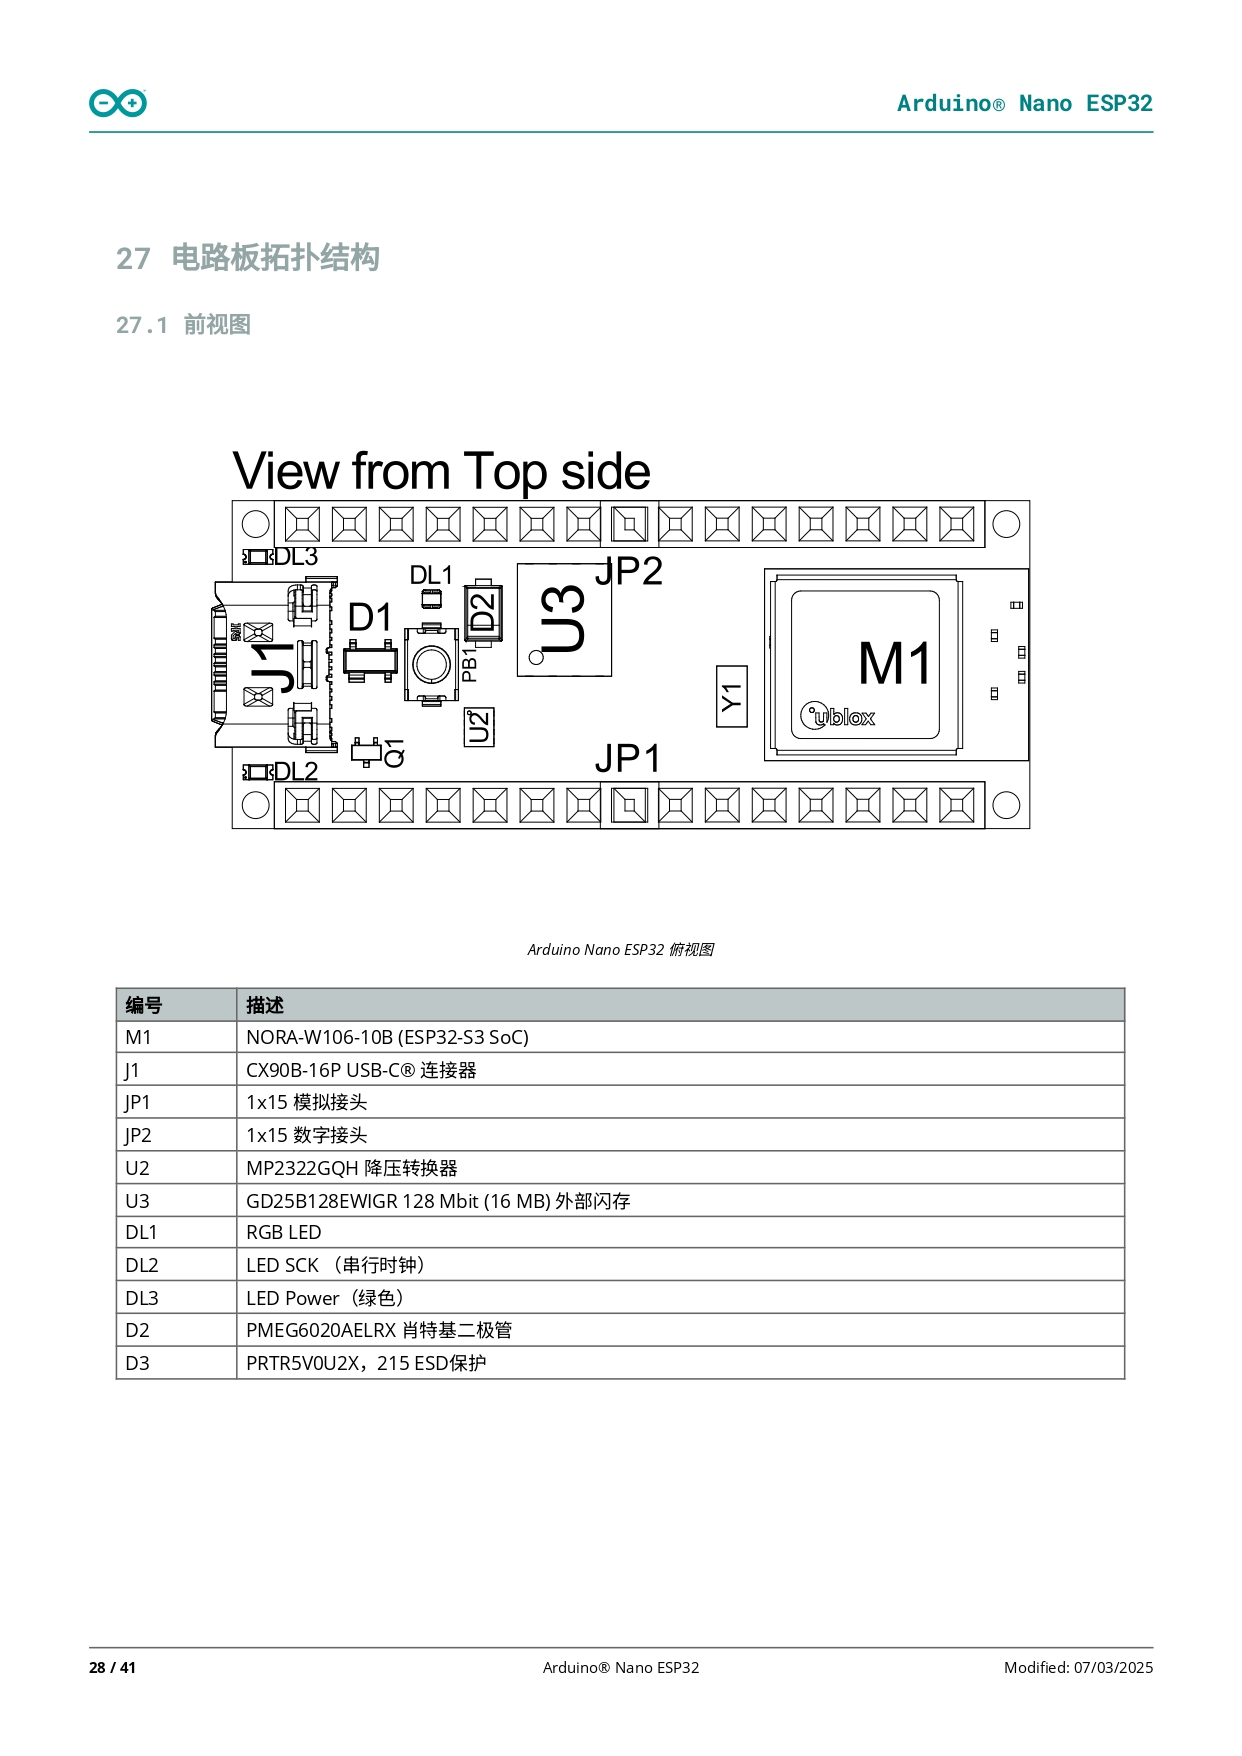 Arduino® Nano ESP32
27 电路板拓扑结构
27.1 前视图
View from Top side
DL3
JP2
DL1
D2
U3
D1
J1
PB1
M1
Y1
ublox
U2
Q1
JP1
DL2
Arduino Nano ESP32 俯视图
编号 描述
M1 NORA-W106-10B (ESP32-S3 SoC)
J1 CX90B-16P USB-C® 连接器
JP1 1x15 模拟接头
JP2 1x15 数字接头
U2 MP2322GQH 降压转换器
U3 GD25B128EWIGR 128 Mbit (16 MB) 外部闪存
DL1 RGB LED
DL2 LED SCK （串行时钟）
DL3 LED Power（绿色）
D2 PMEG6020AELRX 肖特基二极管
D3 PRTR5V0U2X，215 ESD保护
28 / 41 Arduino® Nano ESP32 Modified: 07/03/2025